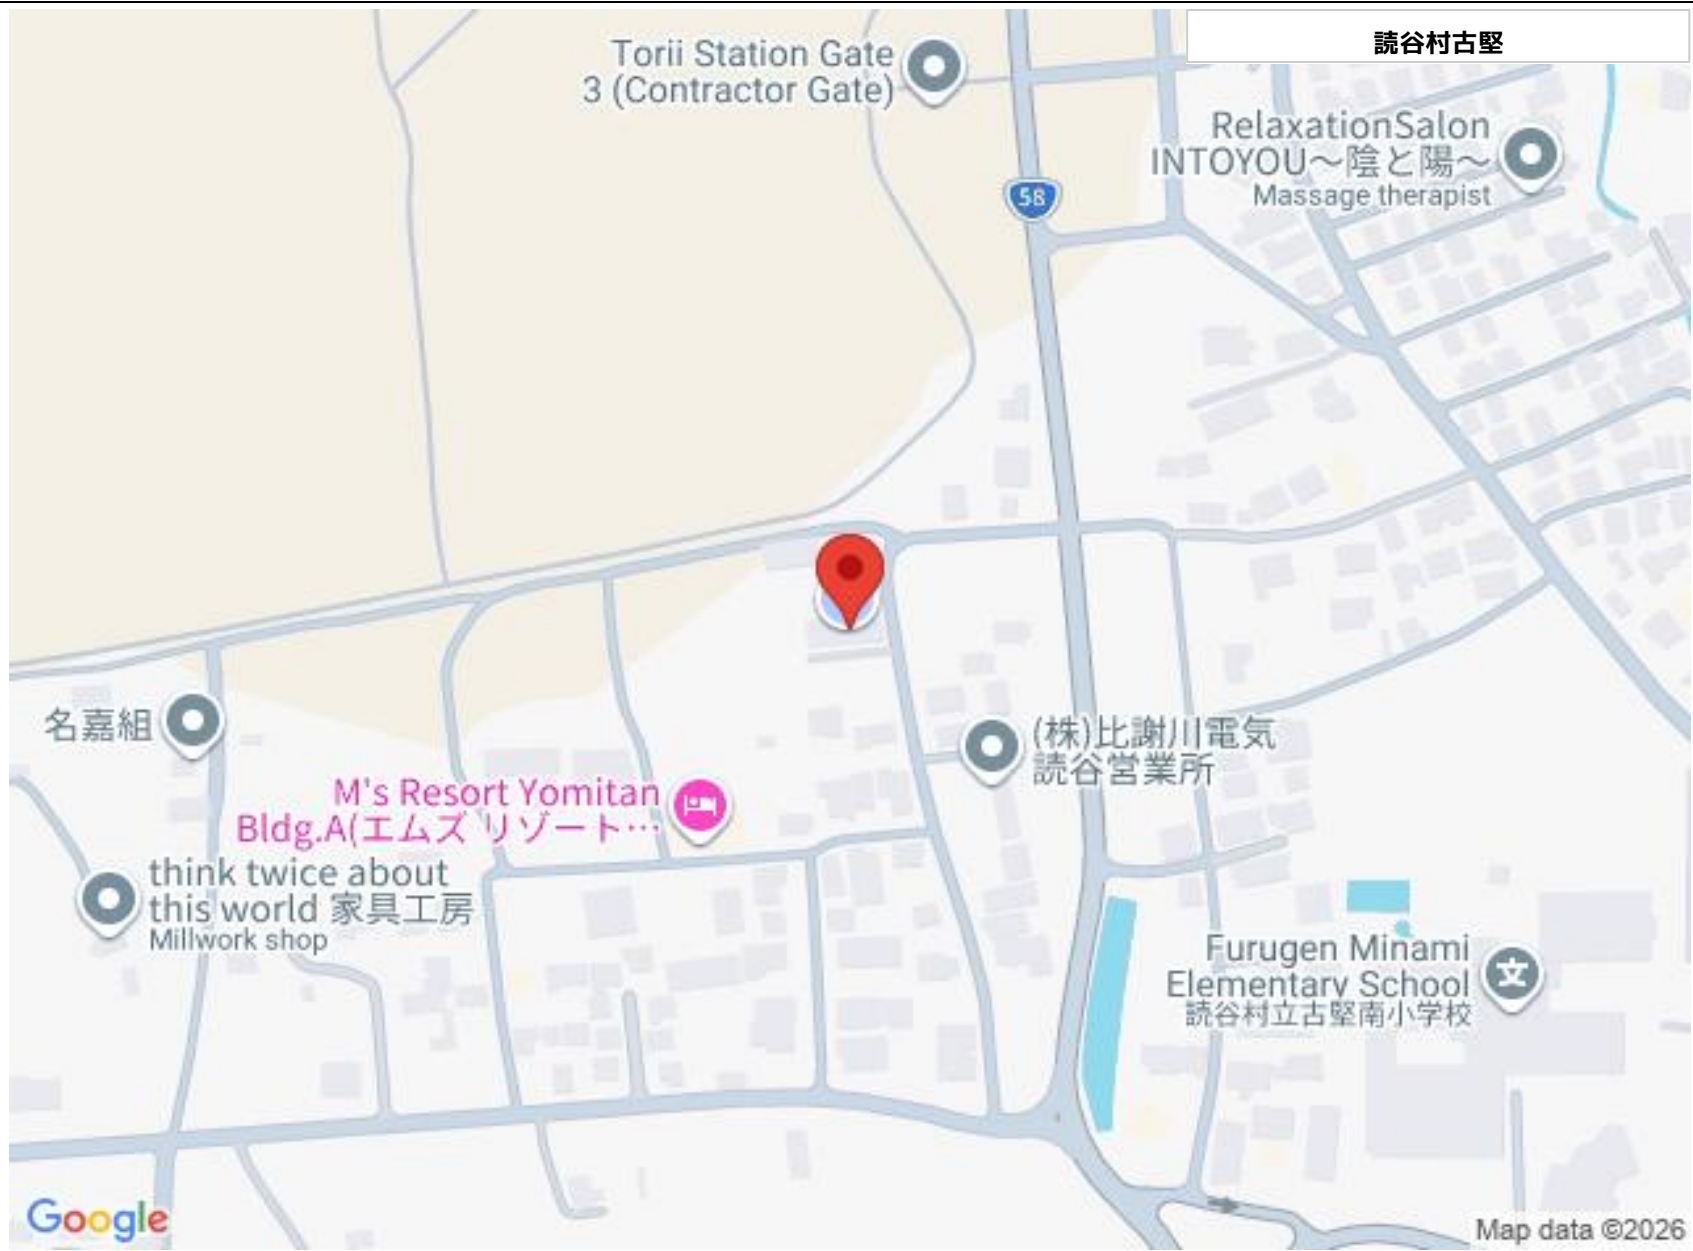 読谷村古堅
Torii Station Gate
3 (Contractor Gate)
RelaxationSalon
INTOYOU～陰と陽～
Massage therapist
58
名嘉組
(株)比謝川電気
読谷営業所
M's Resort Yomitan
Bldg.A(エムズ リゾート…
think twice about
this world 家具工房
Millwork shop
Furugen Minami
Elementary School
読谷村立古堅南小学校
文
Google
Map data ©2026